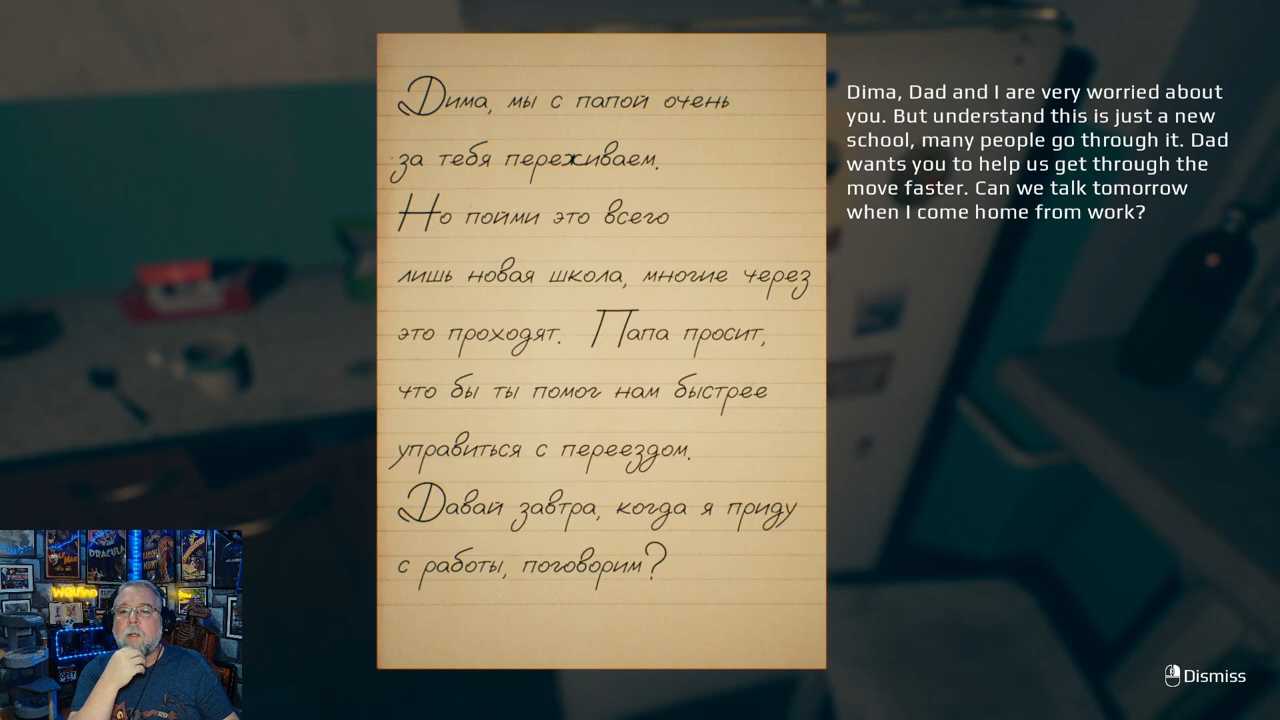 Дима, мы с папой очень
за тебя переживаем.
Но пойми это всего
лишь новая школа, многие через
это проходят. Папа просит,
что бы ты помог нам быстрее
управиться с переездом.
Давай завтра, когда я приду
с работы, поговорим?
Dima, Dad and I are very worried about
you. But understand this is just a new
school, many people go through it. Dad
wants you to help us get through the
move faster. Can we talk tomorrow
when I come home from work?
DRACULA
Dismiss